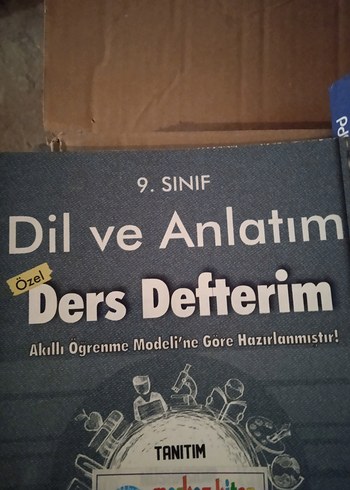 9. SINIF
Dil ve Anlatım
Özel
Ders Defterim
Akıllı Öğrenme Modeli'ne Göre Hazırlanmıştır!
TANITIM